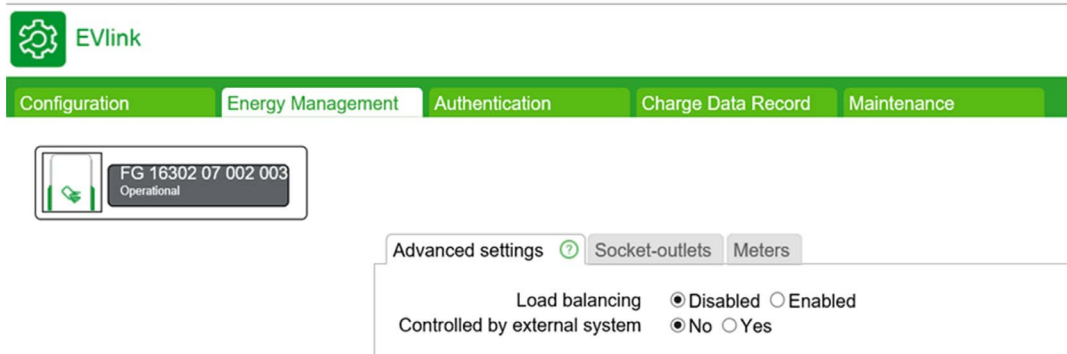 EVlink
Configuration Energy Management Authentication Charge Data Record Maintenance
FG 16302 07 002 003
Operational
Advanced settings ? Socket-outlets Meters
Load balancing Disabled Enabled
Controlled by external system No Yes